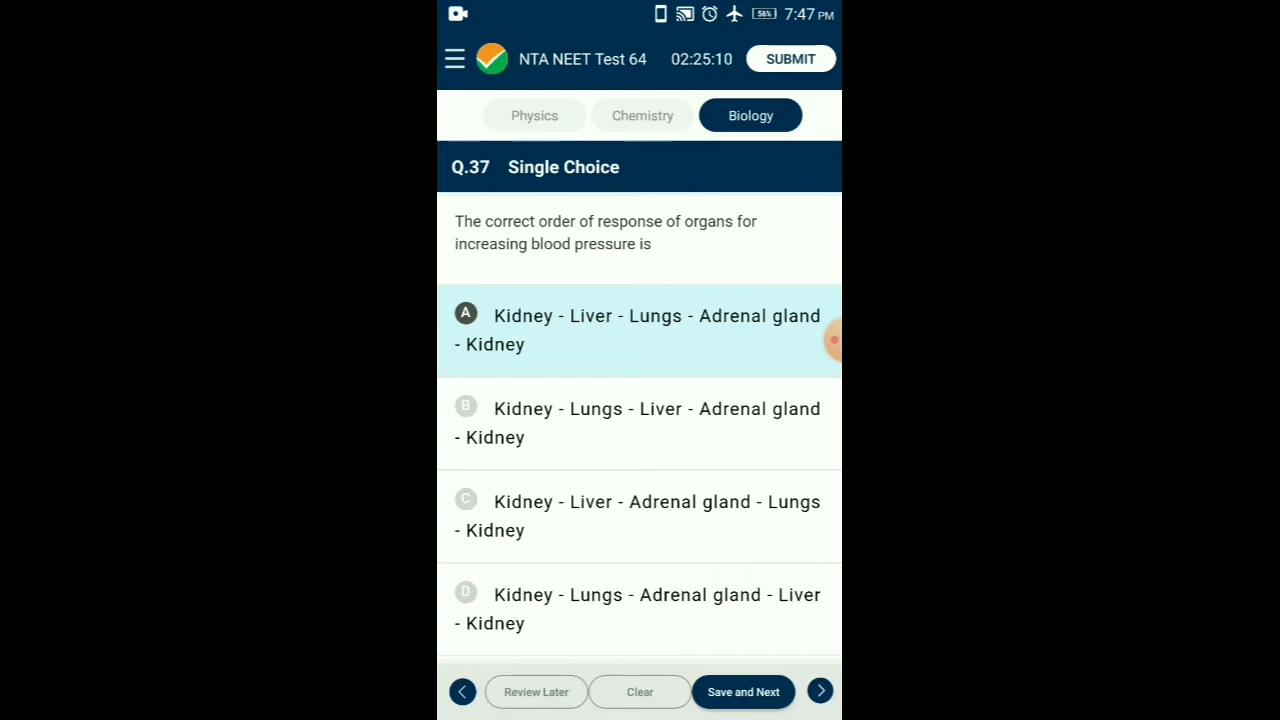 56% 7:47 PM
NTA NEET Test 64 02:25:10 SUBMIT
Physics Chemistry Biology
Q.37 Single Choice
The correct order of response of organs for
increasing blood pressure is
A Kidney - Liver - Lungs - Adrenal gland
- Kidney
B Kidney - Lungs - Liver - Adrenal gland
- Kidney
C Kidney - Liver - Adrenal gland - Lungs
- Kidney
D Kidney - Lungs - Adrenal gland - Liver
- Kidney
Review Later Clear Save and Next